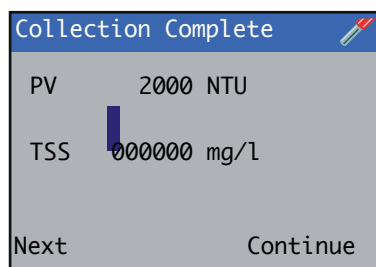 Collection Complete
PV 2000 NTU
TSS 000000 mg/l
Next Continue